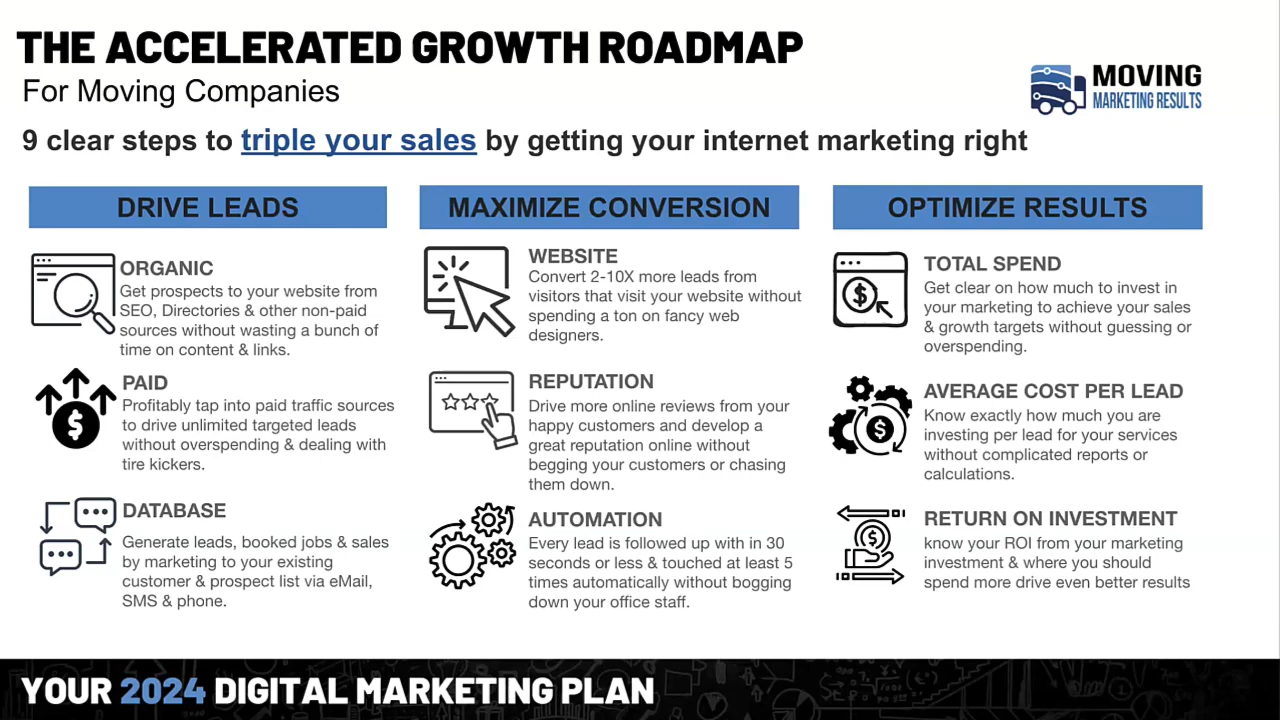 THE ACCELERATED GROWTH ROADMAP
For Moving Companies
MOVING
MARKETING RESULTS
9 clear steps to triple your sales by getting your internet marketing right
DRIVE LEADS
ORGANIC
Get prospects to your website from
SEO, Directories & other non-paid
sources without wasting a bunch of
time on content & links.
PAID
Profitably tap into paid traffic sources
to drive unlimited targeted leads
without overspending & dealing with
tire kickers.
DATABASE
Generate leads, booked jobs & sales
by marketing to your existing
customer & prospect list via eMail,
SMS & phone.
MAXIMIZE CONVERSION
WEBSITE
Convert 2-10X more leads from
visitors that visit your website without
spending a ton on fancy web
designers.
REPUTATION
Drive more online reviews from your
happy customers and develop a
great reputation online without
begging your customers or chasing
them down.
AUTOMATION
Every lead is followed up with in 30
seconds or less & touched at least 5
times automatically without bogging
down your office staff.
OPTIMIZE RESULTS
TOTAL SPEND
Get clear on how much to invest in
your marketing to achieve your sales
& growth targets without guessing or
overspending.
AVERAGE COST PER LEAD
Know exactly how much you are
investing per lead for your services
without complicated reports or
calculations.
RETURN ON INVESTMENT
know your ROI from your marketing
investment & where you should
spend more drive even better results
YOUR 2024 DIGITAL MARKETING PLAN